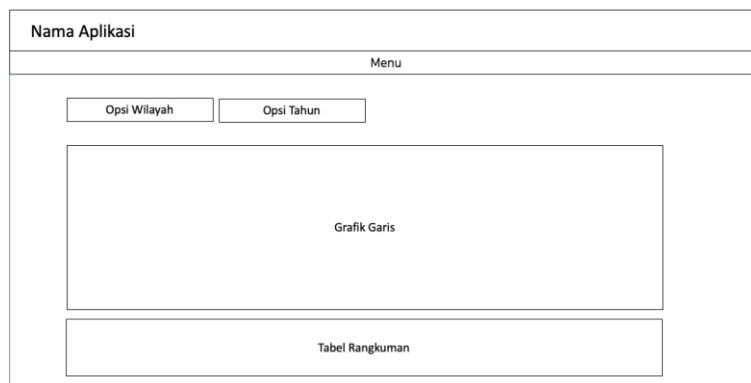 Nama Aplikasi
Menu
Opsi Wilayah
Opsi Tahun
Grafik Garis
Tabel Rangkuman